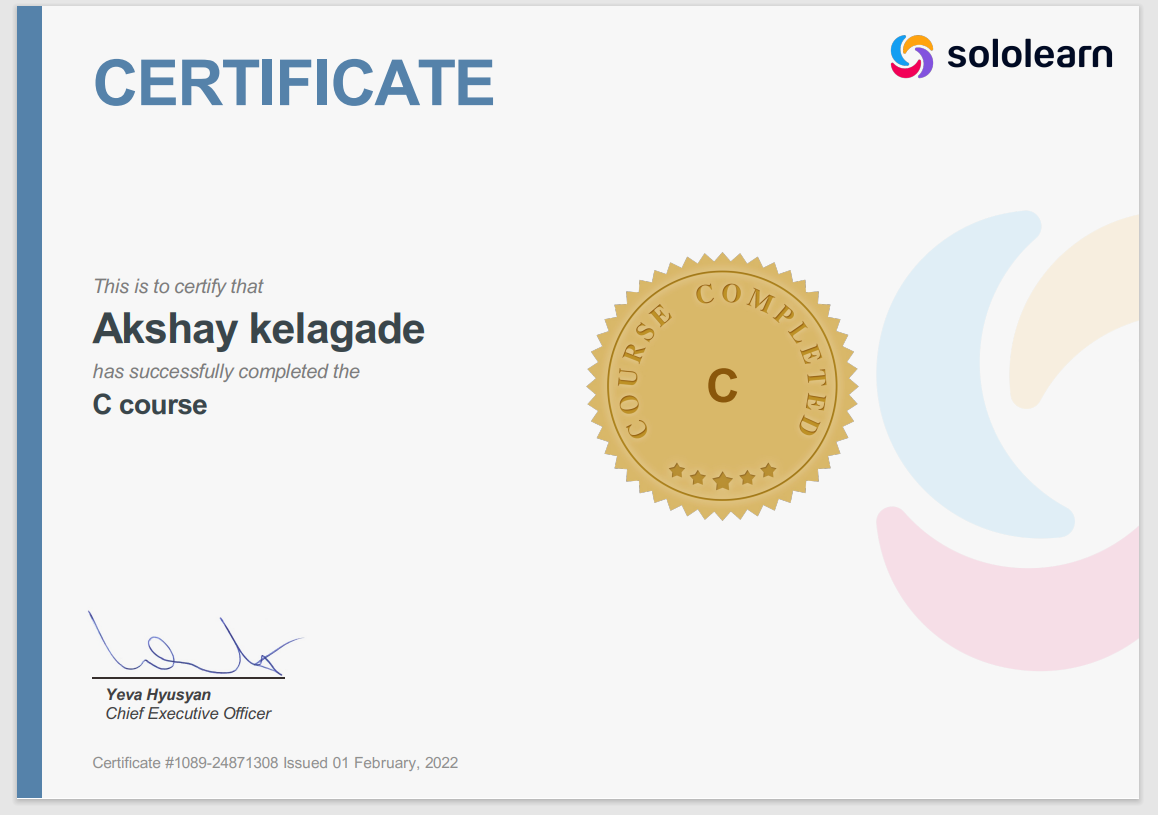 CERTIFICATE
sololearn
This is to certify that
Akshay kelagade
has successfully completed the
C course
COURSE COMPLETED
C
Yeva Hyusyan
Chief Executive Officer
Certificate #1089-24871308 Issued 01 February, 2022